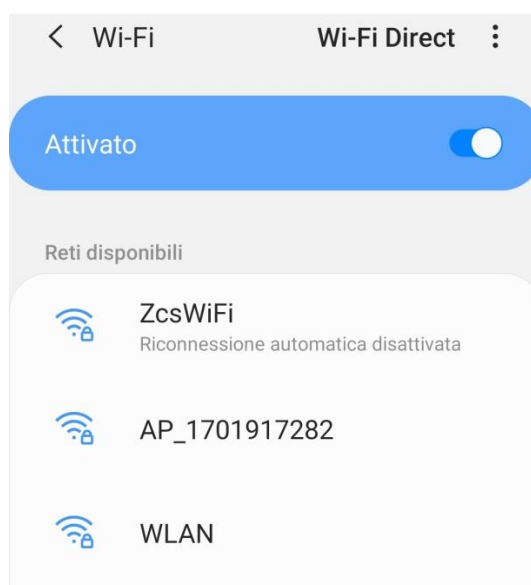 Wi-Fi Wi-Fi Direct
Attivato
Reti disponibili
ZcsWiFi
Riconnessione automatica disattivata
AP_1701917282
WLAN